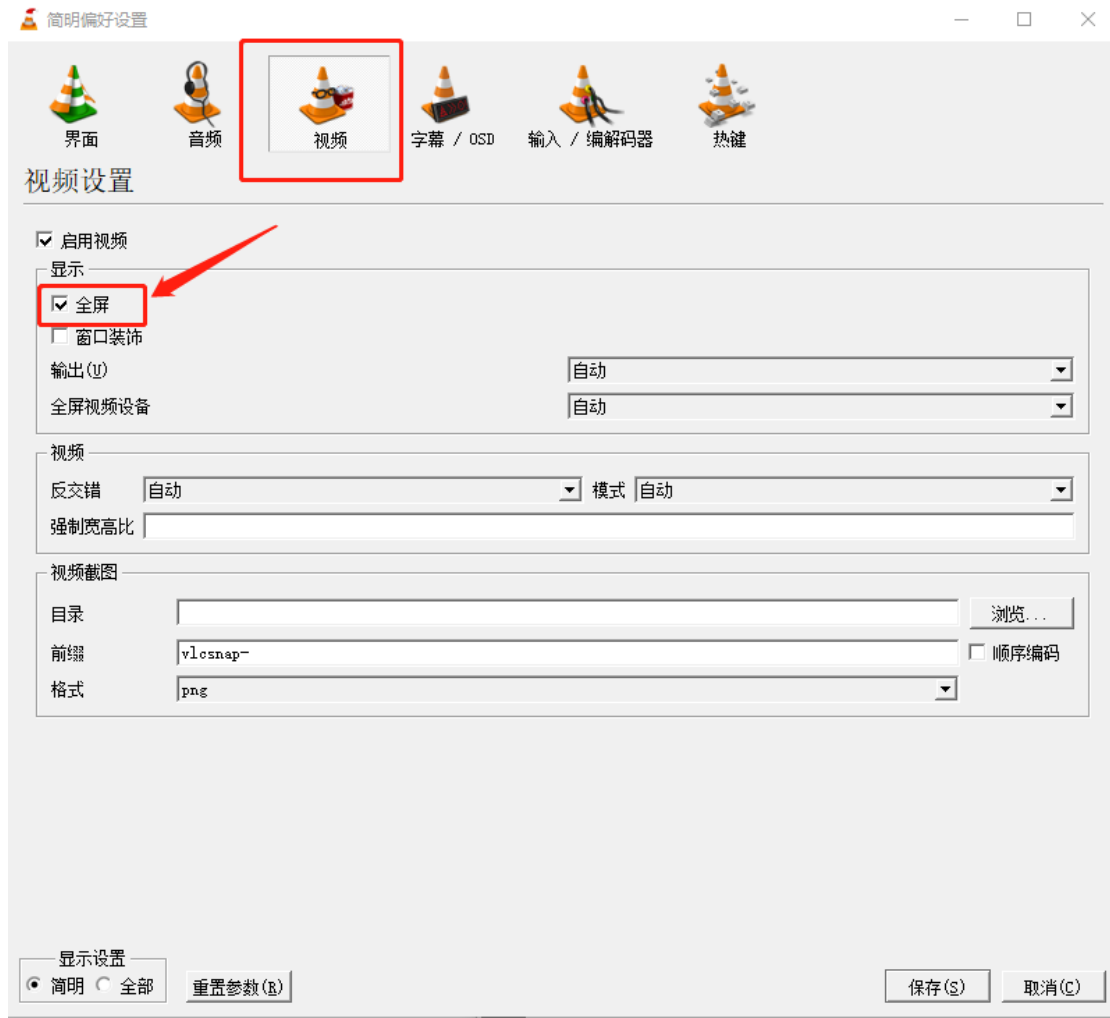 简明偏好设置
界面 音频 视频 字幕 / OSD 输入 / 编解码器 热键
视频设置
启用视频
显示
全屏
窗口装饰
输出(U) 自动
全屏视频设备 自动
视频
反交错 自动 模式 自动
强制宽高比
视频截图
目录 浏览...
前缀 vlcsnap- 顺序编码
格式 png
显示设置
简明 全部 重置参数(R) 保存(S) 取消(C)